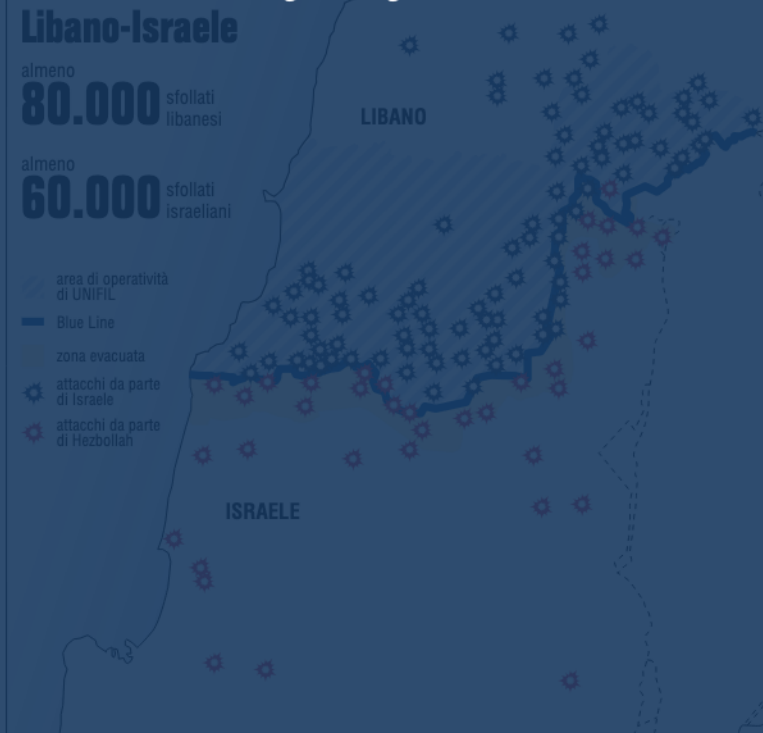 Libano-Israele
almeno
80.000 sfollati
libanesi
almeno
60.000 sfollati
israeliani
LIBANO
area di operatività
di UNIFIL
Blue Line
zona evacuata
attacchi da parte
di Israele
attacchi da parte
di Hezbollah
ISRAELE